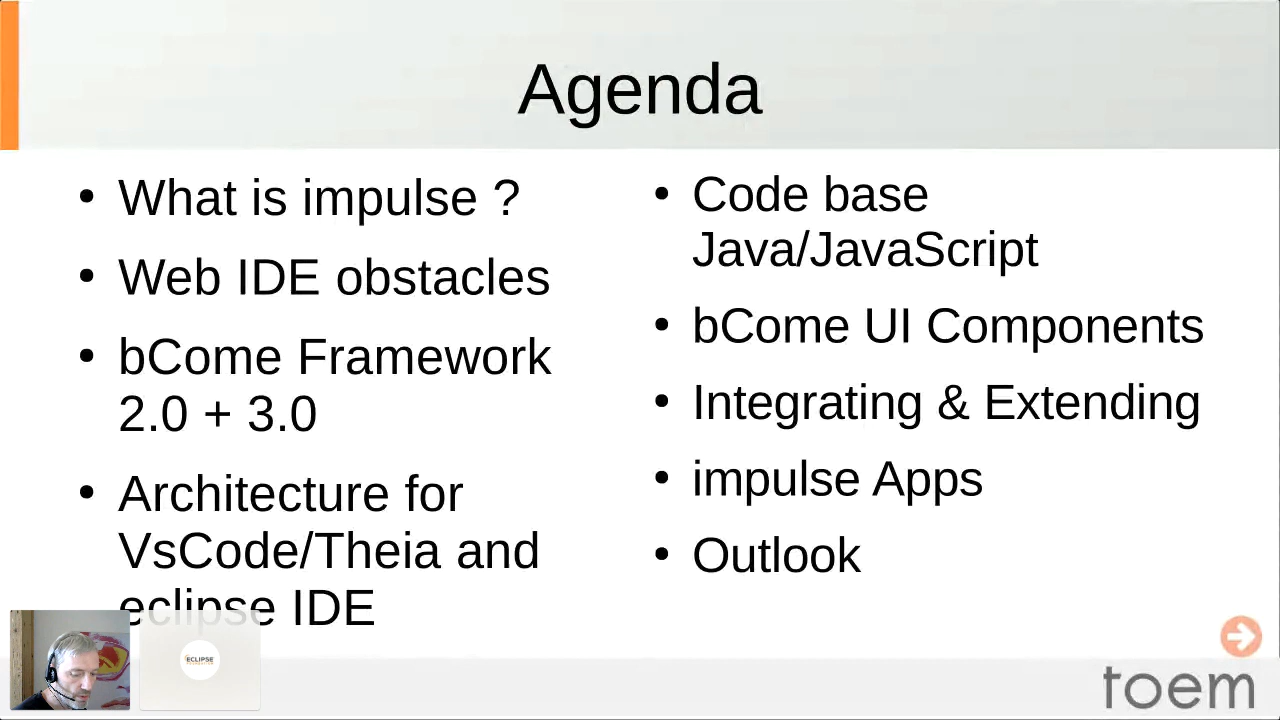 Agenda
• What is impulse ?
• Web IDE obstacles
• bCome Framework
2.0 + 3.0
• Architecture for
VsCode/Theia and
eclipse IDE
• Code base
Java/JavaScript
• bCome UI Components
• Integrating & Extending
• impulse Apps
• Outlook
ECLIPSE
FOUNDATION
toem